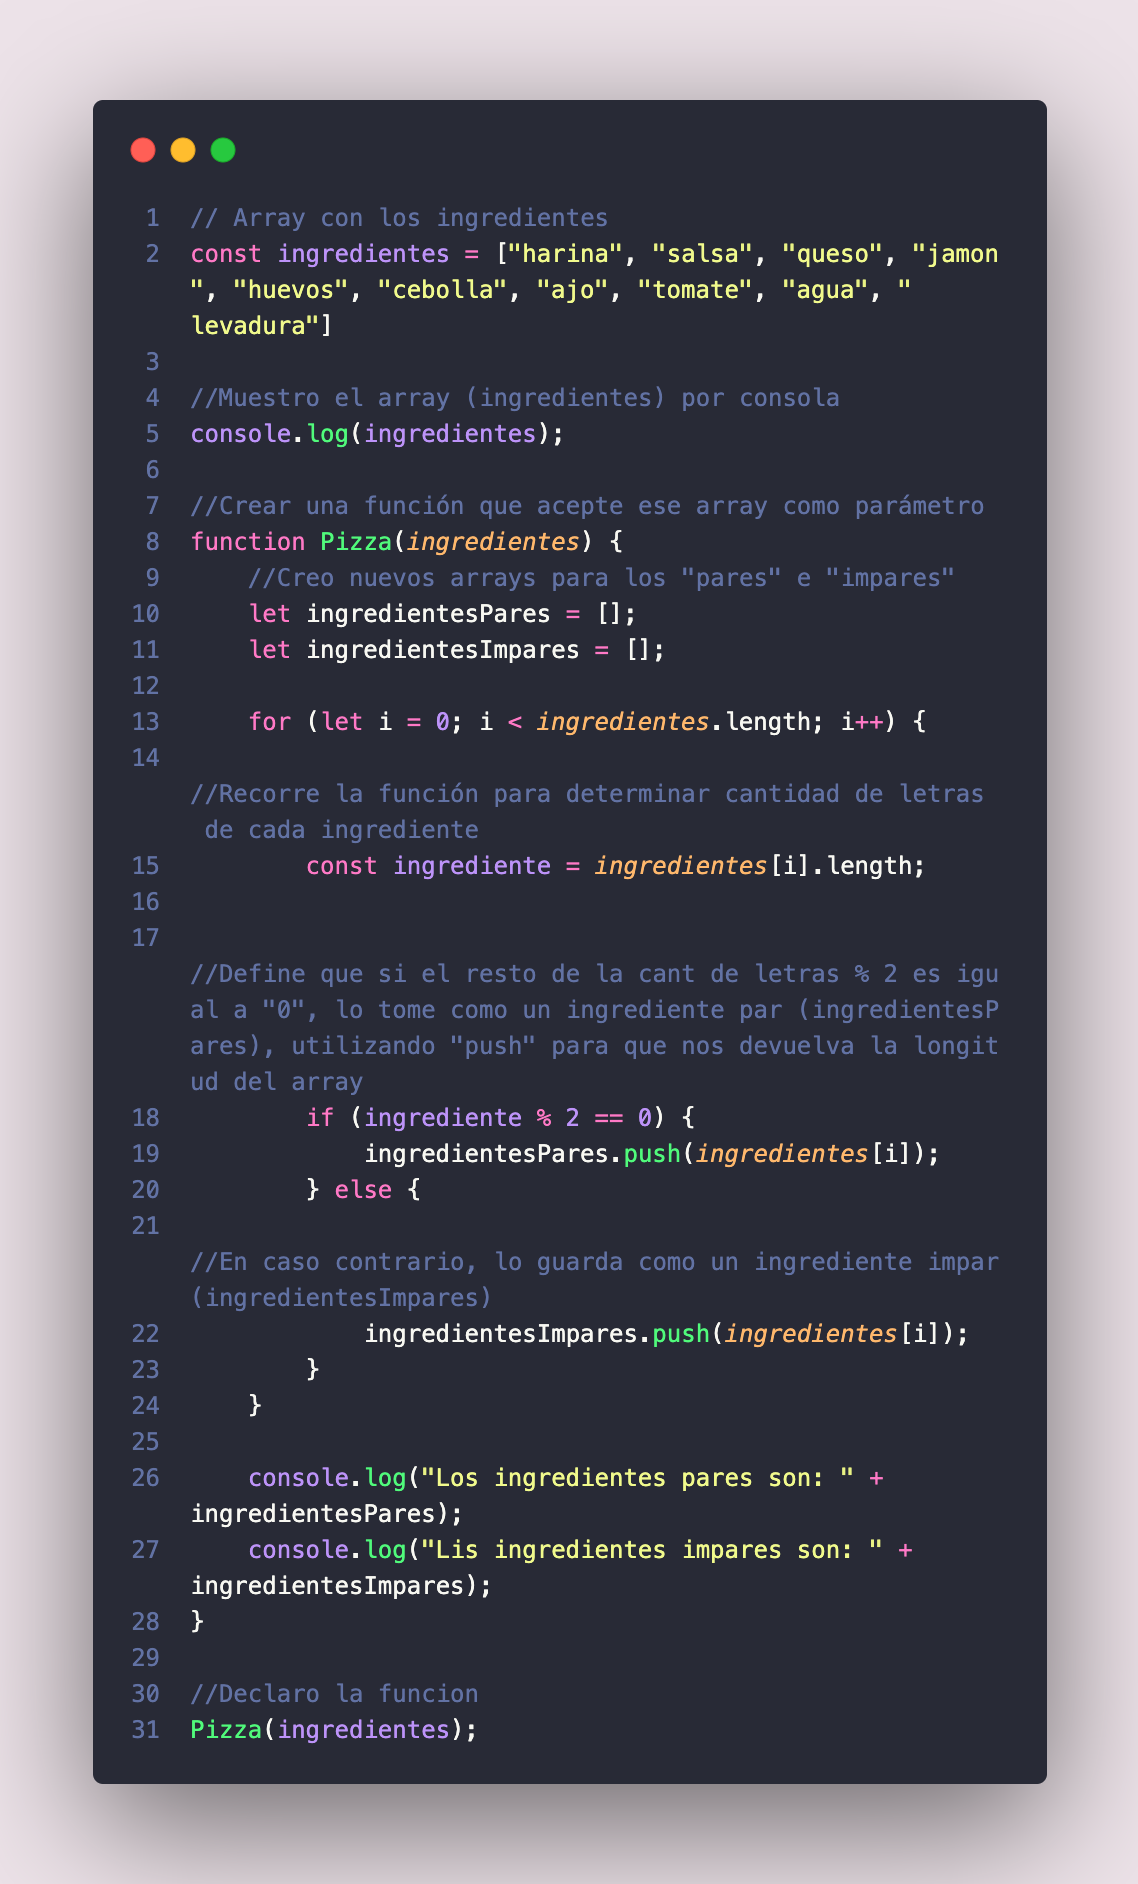 1 // Array con los ingredientes
2 const ingredientes = ["harina", "salsa", "queso", "jamon
", "huevos", "cebolla", "ajo", "tomate", "agua", "
levadura"]
3
4 //Muestro el array (ingredientes) por consola
5 console.log(ingredientes);
6
7 //Crear una función que acepte ese array como parámetro
8 function Pizza(ingredientes) {
9     //Creo nuevos arrays para los "pares" e "impares"
10     let ingredientesPares = [];
11     let ingredientesImpares = [];
12
13     for (let i = 0; i < ingredientes.length; i++) {
14
//Recorre la función para determinar cantidad de letras
 de cada ingrediente
15         const ingrediente = ingredientes[i].length;
16
17
//Define que si el resto de la cant de letras % 2 es igu
al a "0", lo tome como un ingrediente par (ingredientesP
ares), utilizando "push" para que nos devuelva la longit
ud del array
18         if (ingrediente % 2 == 0) {
19             ingredientesPares.push(ingredientes[i]);
20         } else {
21
//En caso contrario, lo guarda como un ingrediente impar
(ingredientesImpares)
22             ingredientesImpares.push(ingredientes[i]);
23         }
24     }
25
26     console.log("Los ingredientes pares son: " +
ingredientesPares);
27     console.log("Lis ingredientes impares son: " +
ingredientesImpares);
28 }
29
30 //Declaro la funcion
31 Pizza(ingredientes);